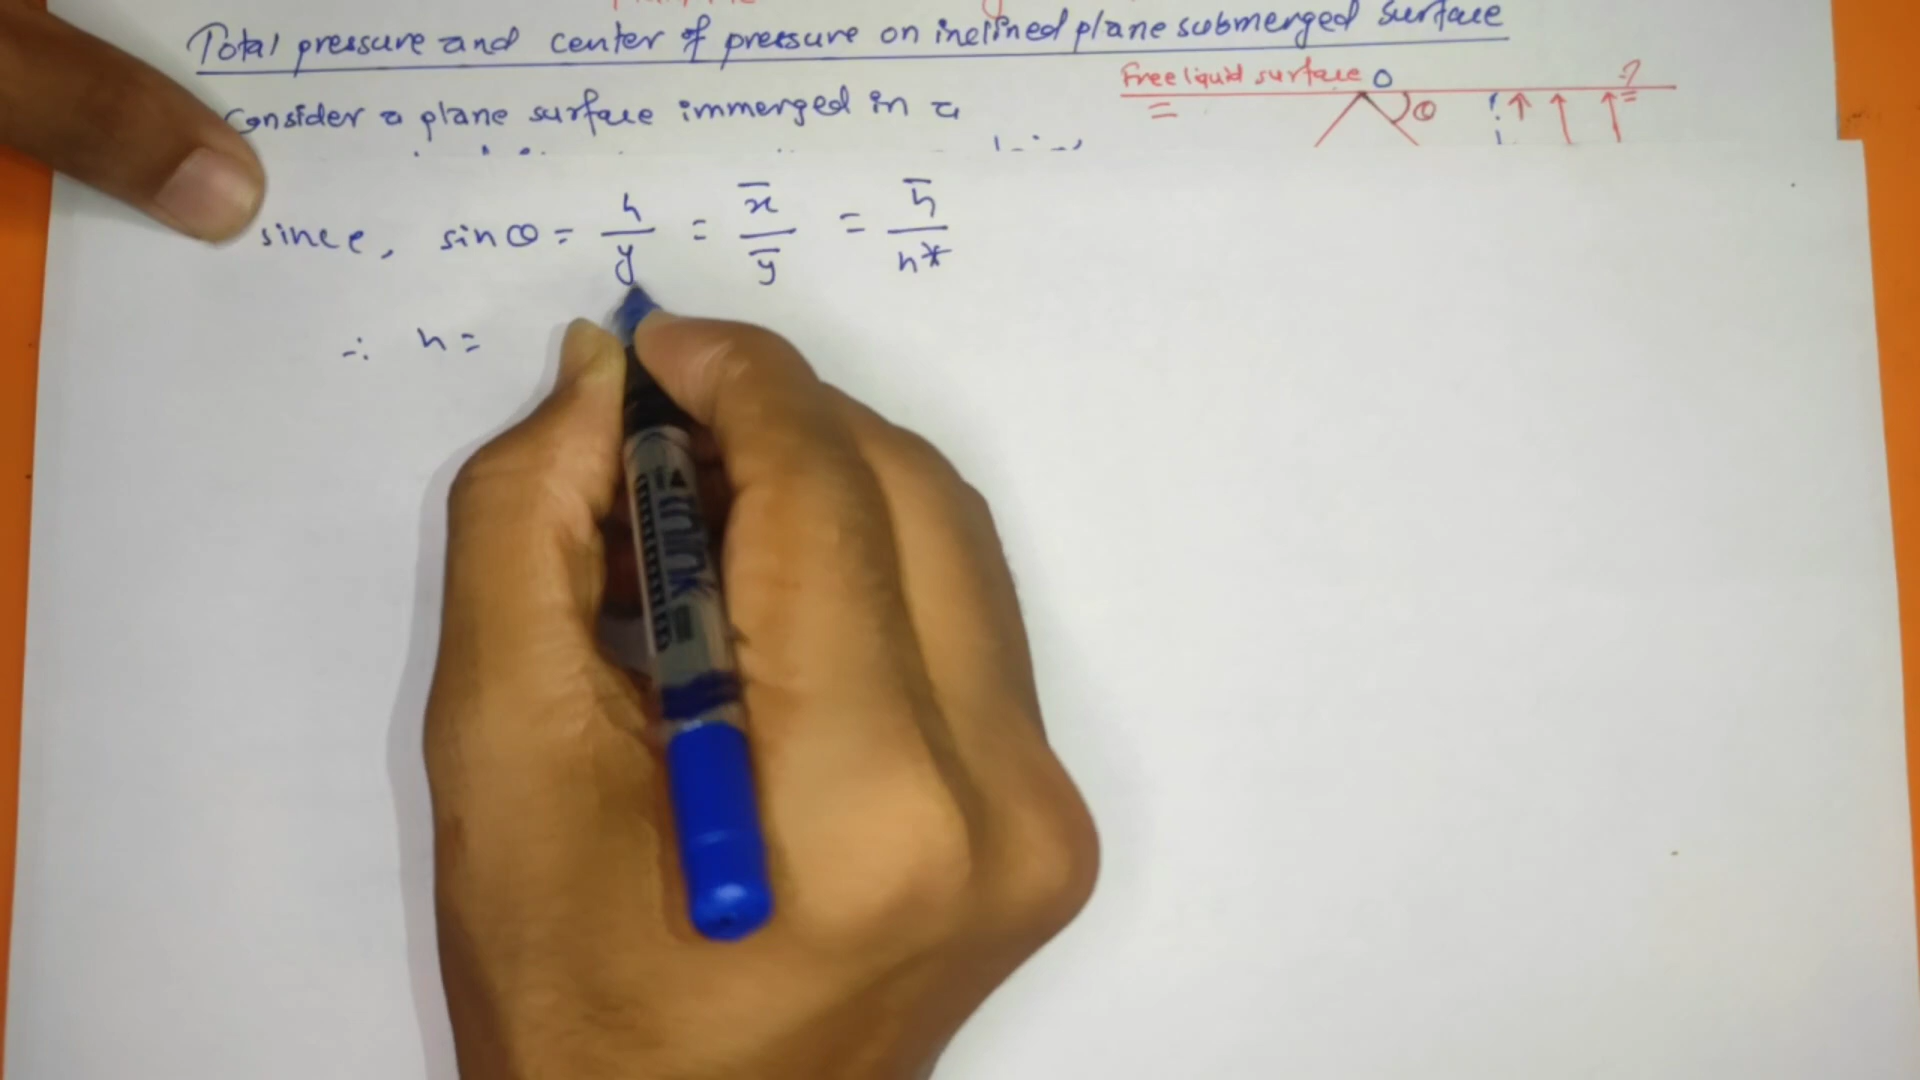 Total pressure and center of pressure on inclined plane submerged surface
Free liquid surface O
Consider a plane surface immerged in a
θ
since, sinθ = h/y = x̄/ȳ = h̄/h*
∴ h =
think